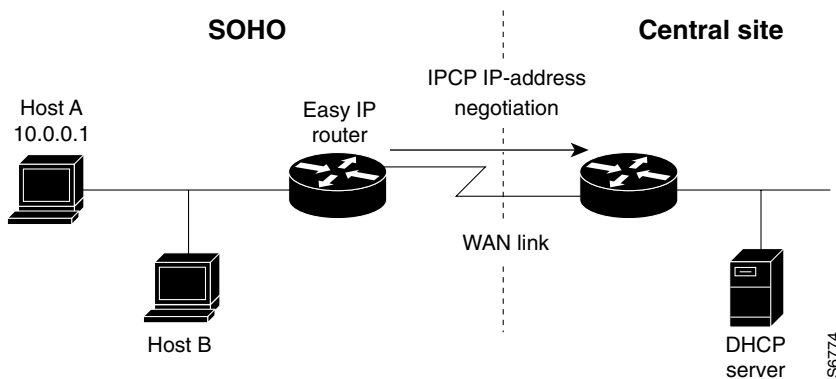 SOHO
Central site
IPCP IP-address
negotiation
Host A
10.0.0.1
Easy IP
router
WAN link
Host B
DHCP
server
S6774